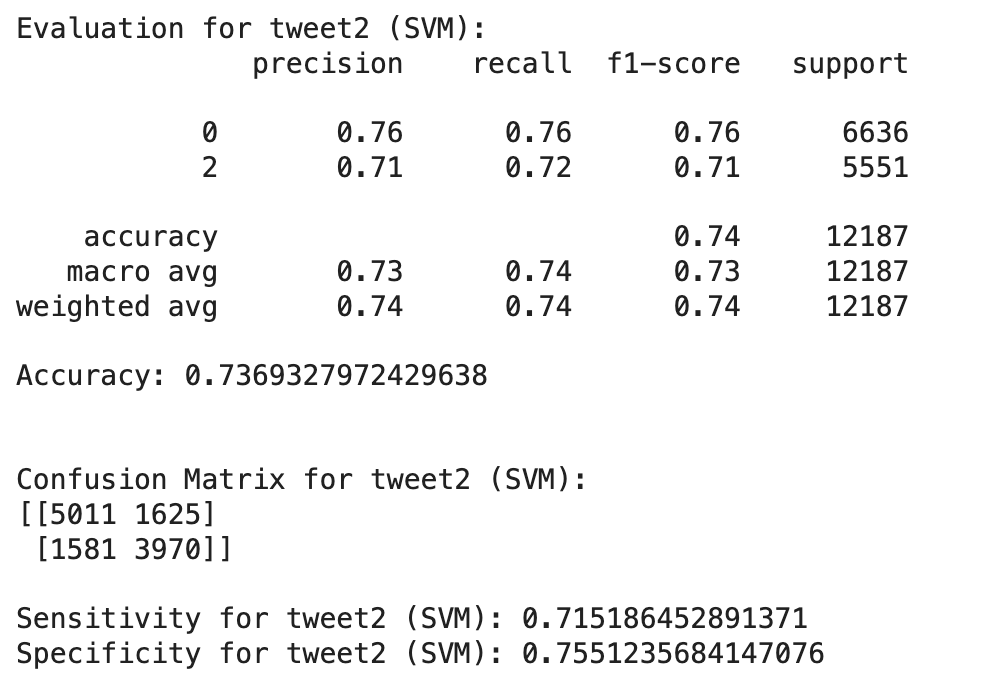 Evaluation for tweet2 (SVM):
precision recall f1-score support
0 0.76 0.76 0.76 6636
2 0.71 0.72 0.71 5551
accuracy 0.74 12187
macro avg 0.73 0.74 0.73 12187
weighted avg 0.74 0.74 0.74 12187
Accuracy: 0.7369327972429638
Confusion Matrix for tweet2 (SVM):
[[5011 1625]
[1581 3970]]
Sensitivity for tweet2 (SVM): 0.715186452891371
Specificity for tweet2 (SVM): 0.7551235684147076